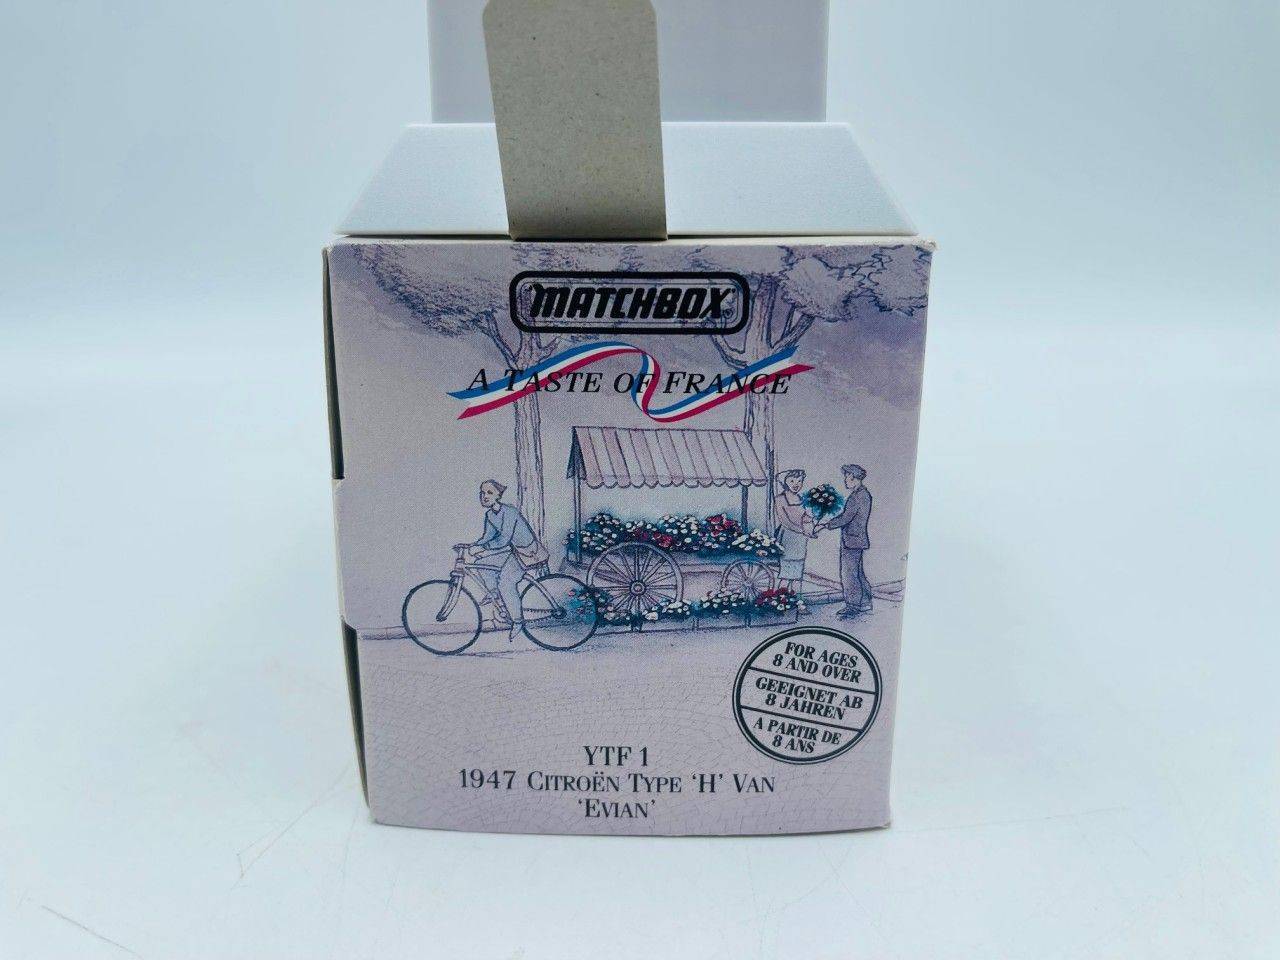 MATCHBOX
A TASTE OF FRANCE
FOR AGES
8 AND OVER
GEEIGNET AB
8 JAHREN
A PARTIR DE
8 ANS
YTF 1
1947 CITROËN TYPE ‘H’ VAN
‘EVIAN’